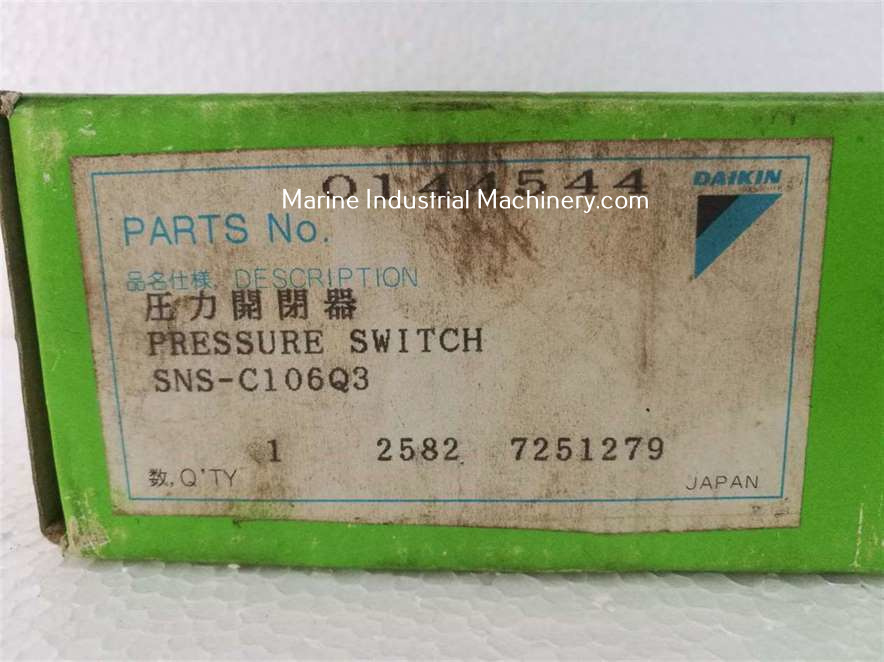 0144544
DAIKIN
Marine Industrial Machinery.com
PARTS No.
品名仕様, DESCRIPTION
圧力開閉器
PRESSURE SWITCH
SNS-C106Q3
1 2582 7251279
数, Q'TY
JAPAN